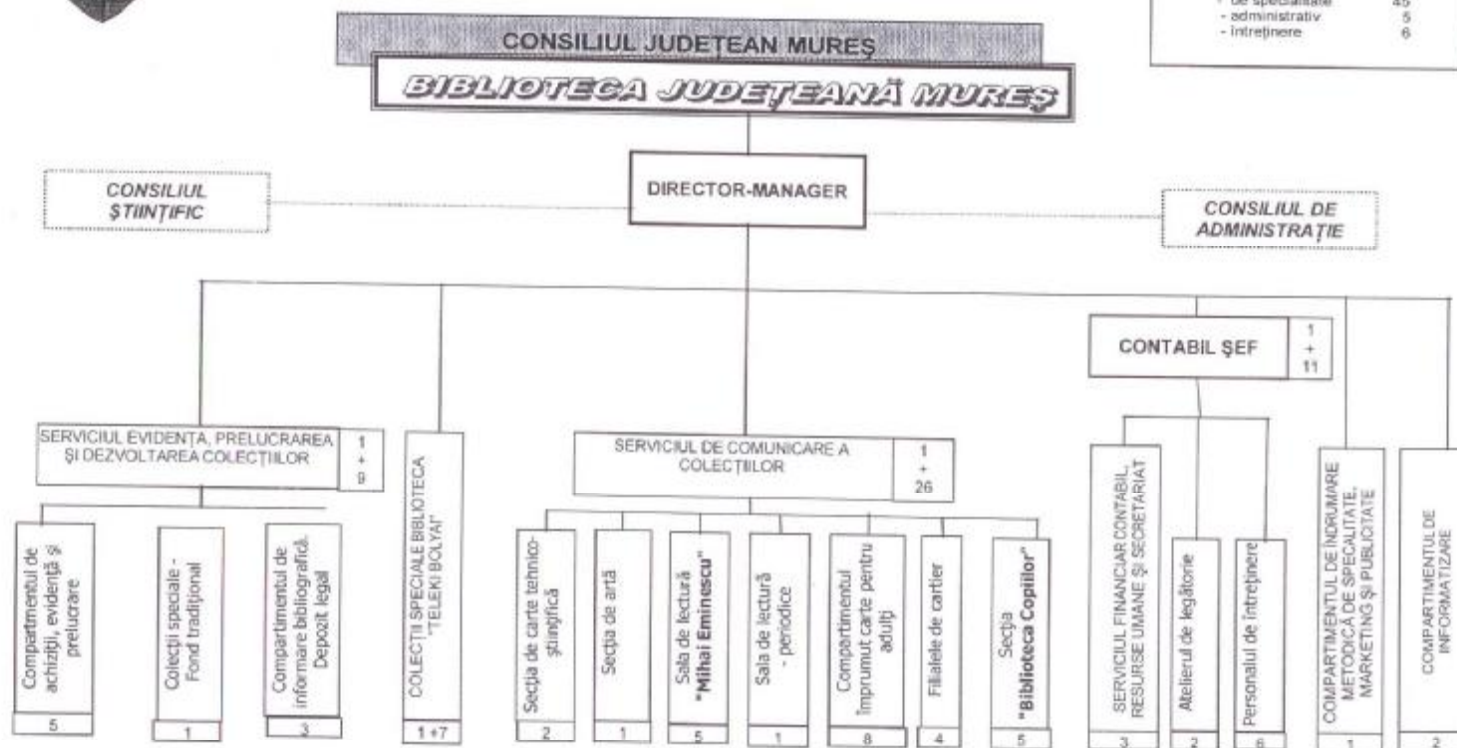 - de specialitate 45
- administrativ 5
- întreținere 6
CONSILIUL JUDEȚEAN MUREȘ
BIBLIOTECA JUDEȚEANĂ MUREȘ
DIRECTOR-MANAGER
CONSILIUL
ȘTIINȚIFIC
CONSILIUL DE
ADMINISTRAȚIE
CONTABIL ȘEF
1
+
11
SERVICIUL EVIDENȚA, PRELUCRAREA
ȘI DEZVOLTAREA COLECȚIILOR
1
+
9
COLECȚII SPECIALE BIBLIOTECA
"TELEKI BOLYAI"
1 +7
SERVICIUL DE COMUNICARE A
COLECȚIILOR
1
+
26
Compartmentul de
achiziții, evidență și
prelucrare
5
Colecții speciale -
Fond tradițional
1
Compartimentul de
informare bibliografică.
Depozit legal
3
Secția de carte tehnico-
științifică
2
Secția de artă
1
Sala de lectură
"Mihai Eminescu"
5
Sala de lectură
- periodice
1
Compartimentul
împrumut carte pentru
adulți
8
Filialele de cartier
4
Secția
"Biblioteca Copiilor"
5
SERVICIUL FINANCIAR CONTABIL,
RESURSE UMANE ȘI SECRETARIAT
3
Atelierul de legătorie
2
Personalul de întreținere
6
COMPARTIMENTUL DE ÎNDRUMARE
METODICĂ DE SPECALITATE,
MARKETING ȘI PUBLICITATE
1
COMPARTIMENTUL DE
INFORMATIZARE
2